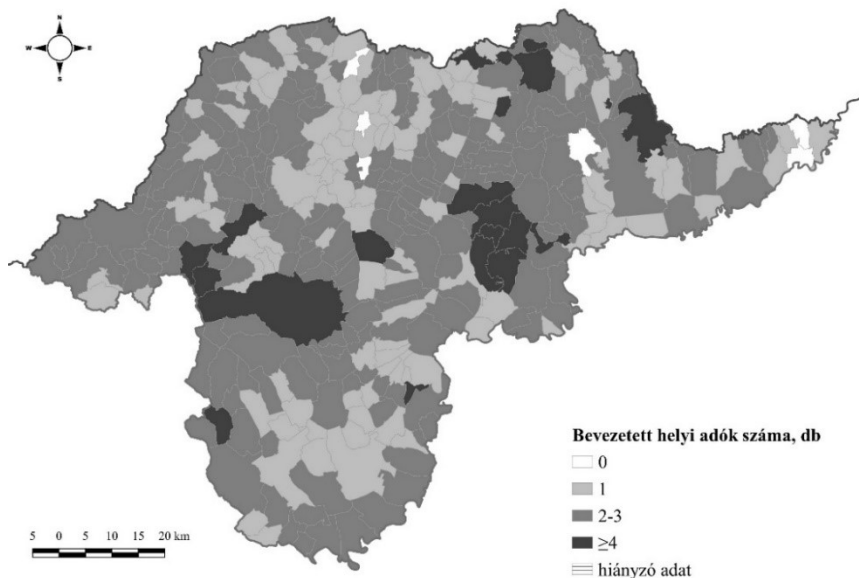 N
W E
S
Bevezetett helyi adók száma, db
0
1
2-3
≥4
hiányzó adat
5 0 5 10 15 20 km